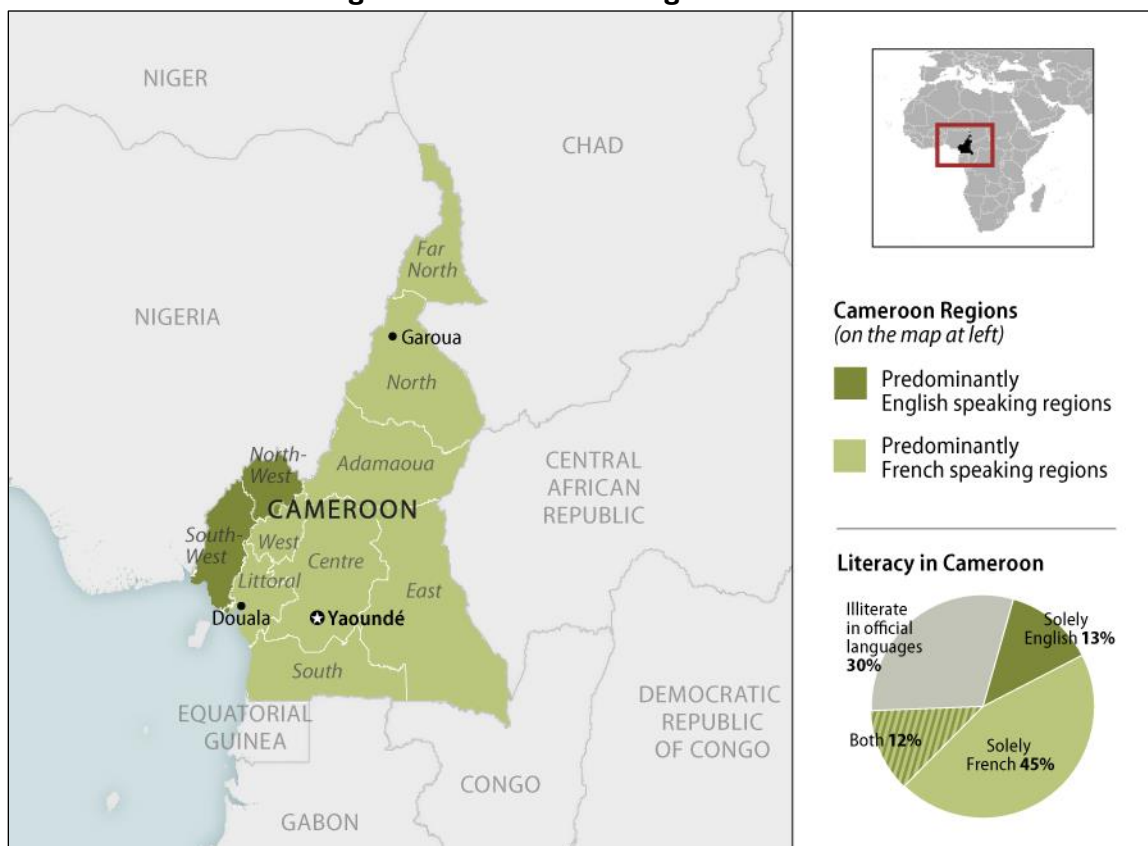 NIGER
CHAD
NIGERIA
Far
North
Garoua
North
Adamaoua
North-
West
CENTRAL
AFRICAN
REPUBLIC
CAMEROON
South-
West
West
Centre
Littoral
East
Douala
Yaoundé
South
EQUATORIAL
GUINEA
DEMOCRATIC
REPUBLIC
OF CONGO
CONGO
GABON
Cameroon Regions
(on the map at left)
Predominantly
English speaking regions
Predominantly
French speaking regions
Literacy in Cameroon
Illiterate
in official
languages
30%
Solely
English 13%
Both 12%
Solely
French 45%